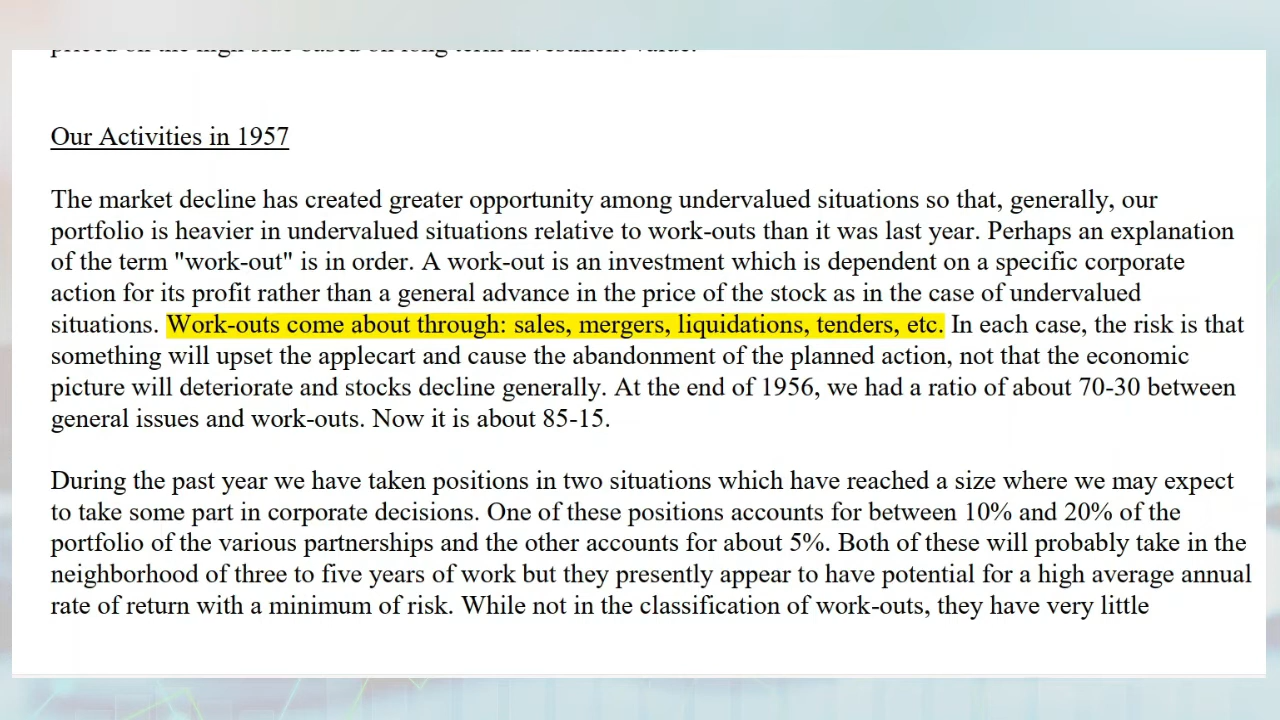 priced on the high side based on long term investment value.
Our Activities in 1957
The market decline has created greater opportunity among undervalued situations so that, generally, our
portfolio is heavier in undervalued situations relative to work-outs than it was last year. Perhaps an explanation
of the term "work-out" is in order. A work-out is an investment which is dependent on a specific corporate
action for its profit rather than a general advance in the price of the stock as in the case of undervalued
situations. Work-outs come about through: sales, mergers, liquidations, tenders, etc. In each case, the risk is that
something will upset the applecart and cause the abandonment of the planned action, not that the economic
picture will deteriorate and stocks decline generally. At the end of 1956, we had a ratio of about 70-30 between
general issues and work-outs. Now it is about 85-15.
During the past year we have taken positions in two situations which have reached a size where we may expect
to take some part in corporate decisions. One of these positions accounts for between 10% and 20% of the
portfolio of the various partnerships and the other accounts for about 5%. Both of these will probably take in the
neighborhood of three to five years of work but they presently appear to have potential for a high average annual
rate of return with a minimum of risk. While not in the classification of work-outs, they have very little